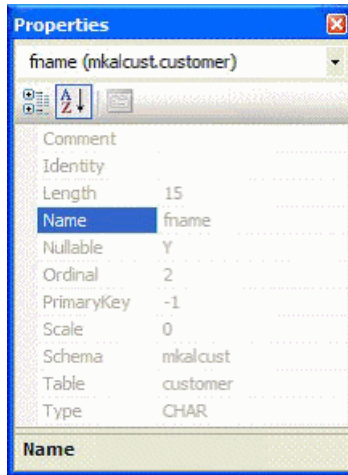 Properties
fname (mkalcust.customer)
Comment
Identity
Length 15
Name fname
Nullable Y
Ordinal 2
PrimaryKey -1
Scale 0
Schema mkalcust
Table customer
Type CHAR
Name